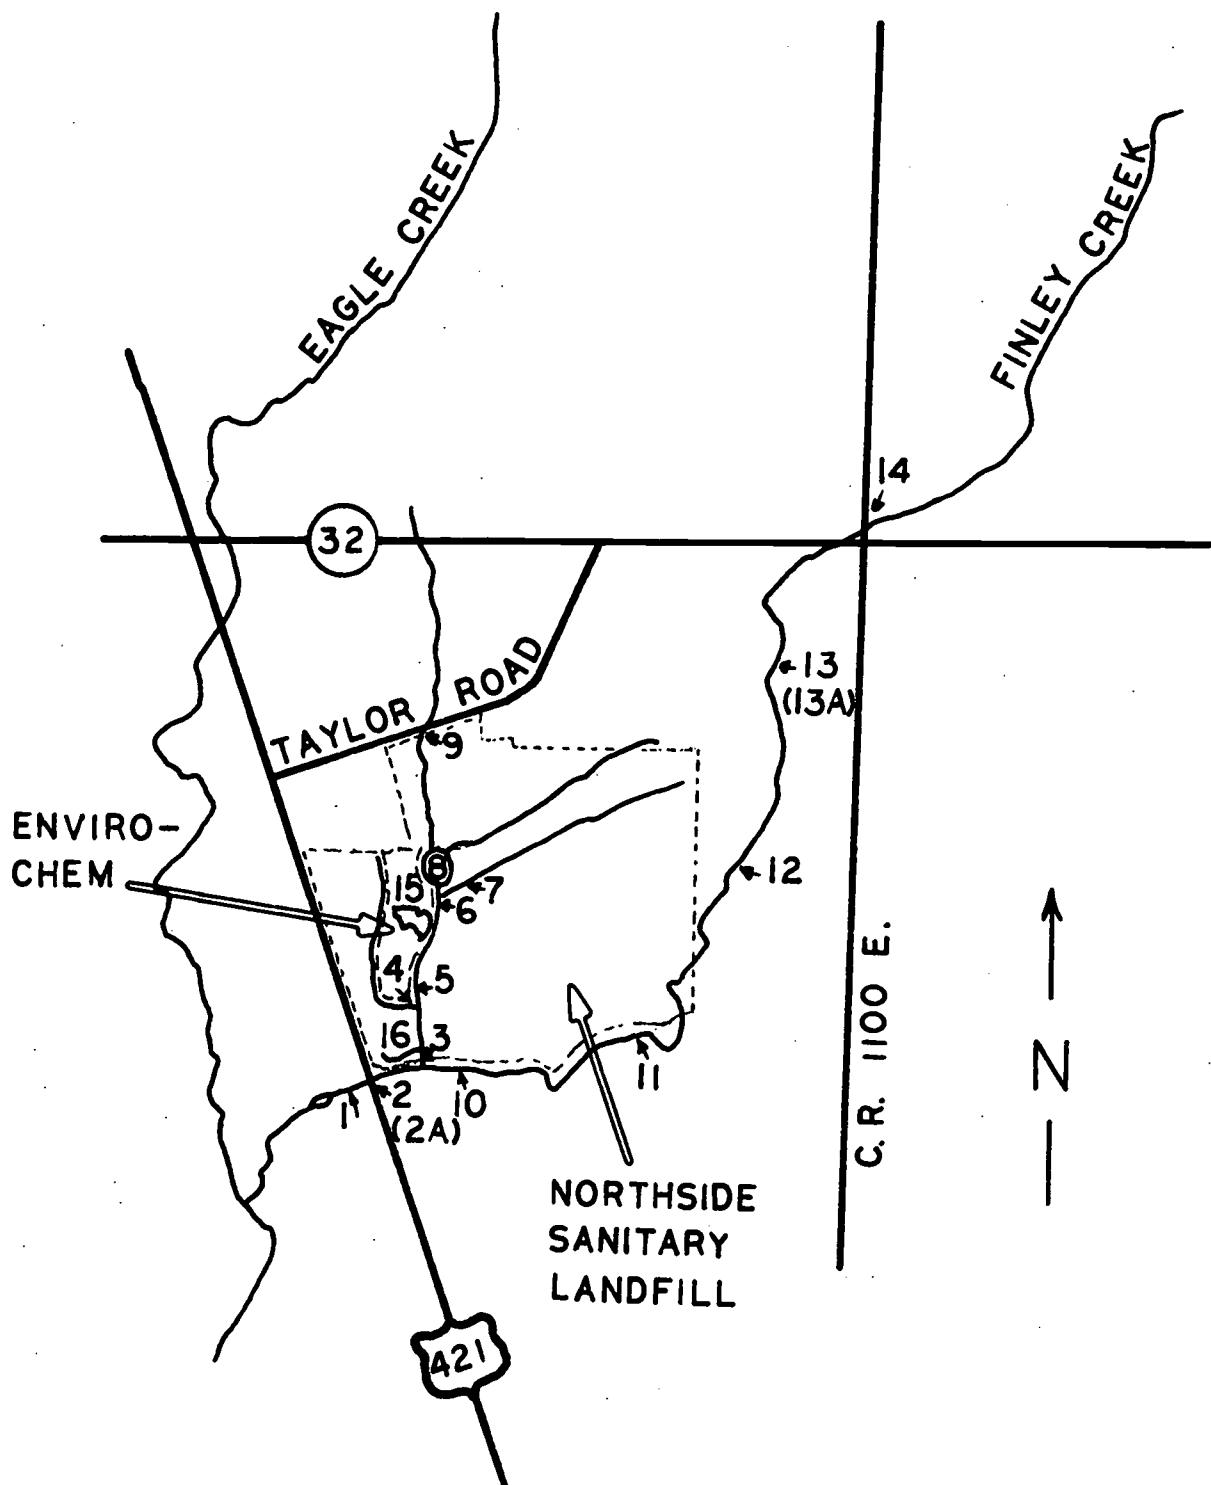 EAGLE CREEK
FINLEY CREEK
14
32
13
(13A)
TAYLOR ROAD
9
ENVIRO-
CHEM
8
15
7
6
12
4
5
C.R. 1100 E.
16
3
11
N
1
2
10
(2A)
NORTHSIDE
SANITARY
LANDFILL
421